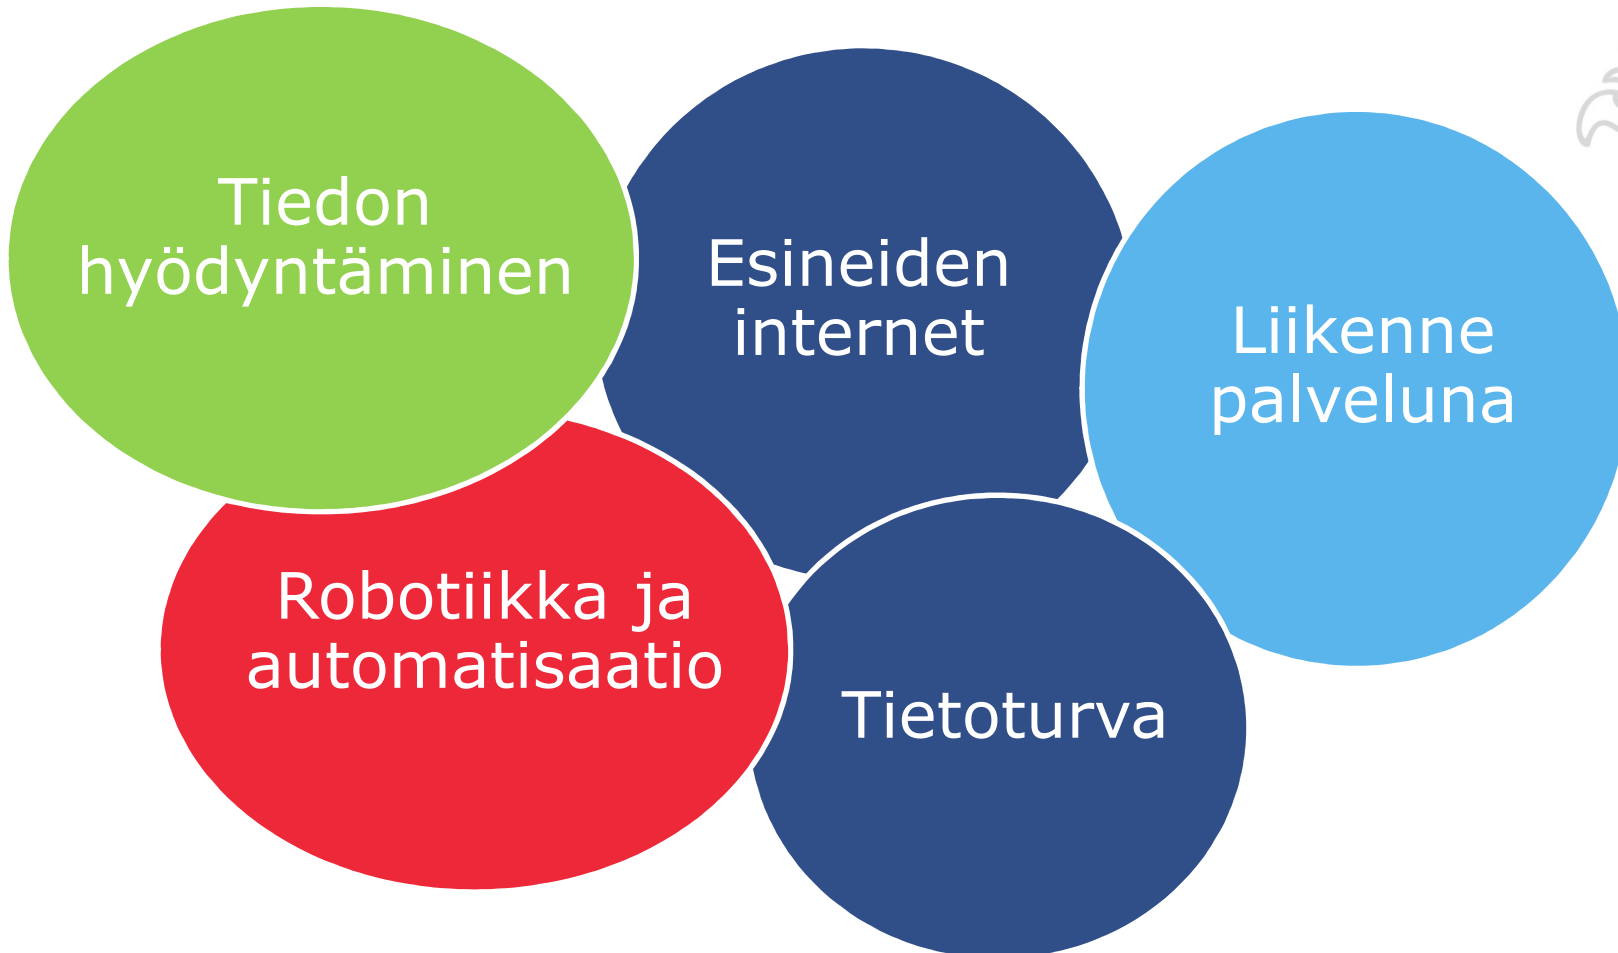 Tiedon
hyödyntäminen
Esineiden
internet
Liikenne
palveluna
Robotiikka ja
automatisaatio
Tietoturva